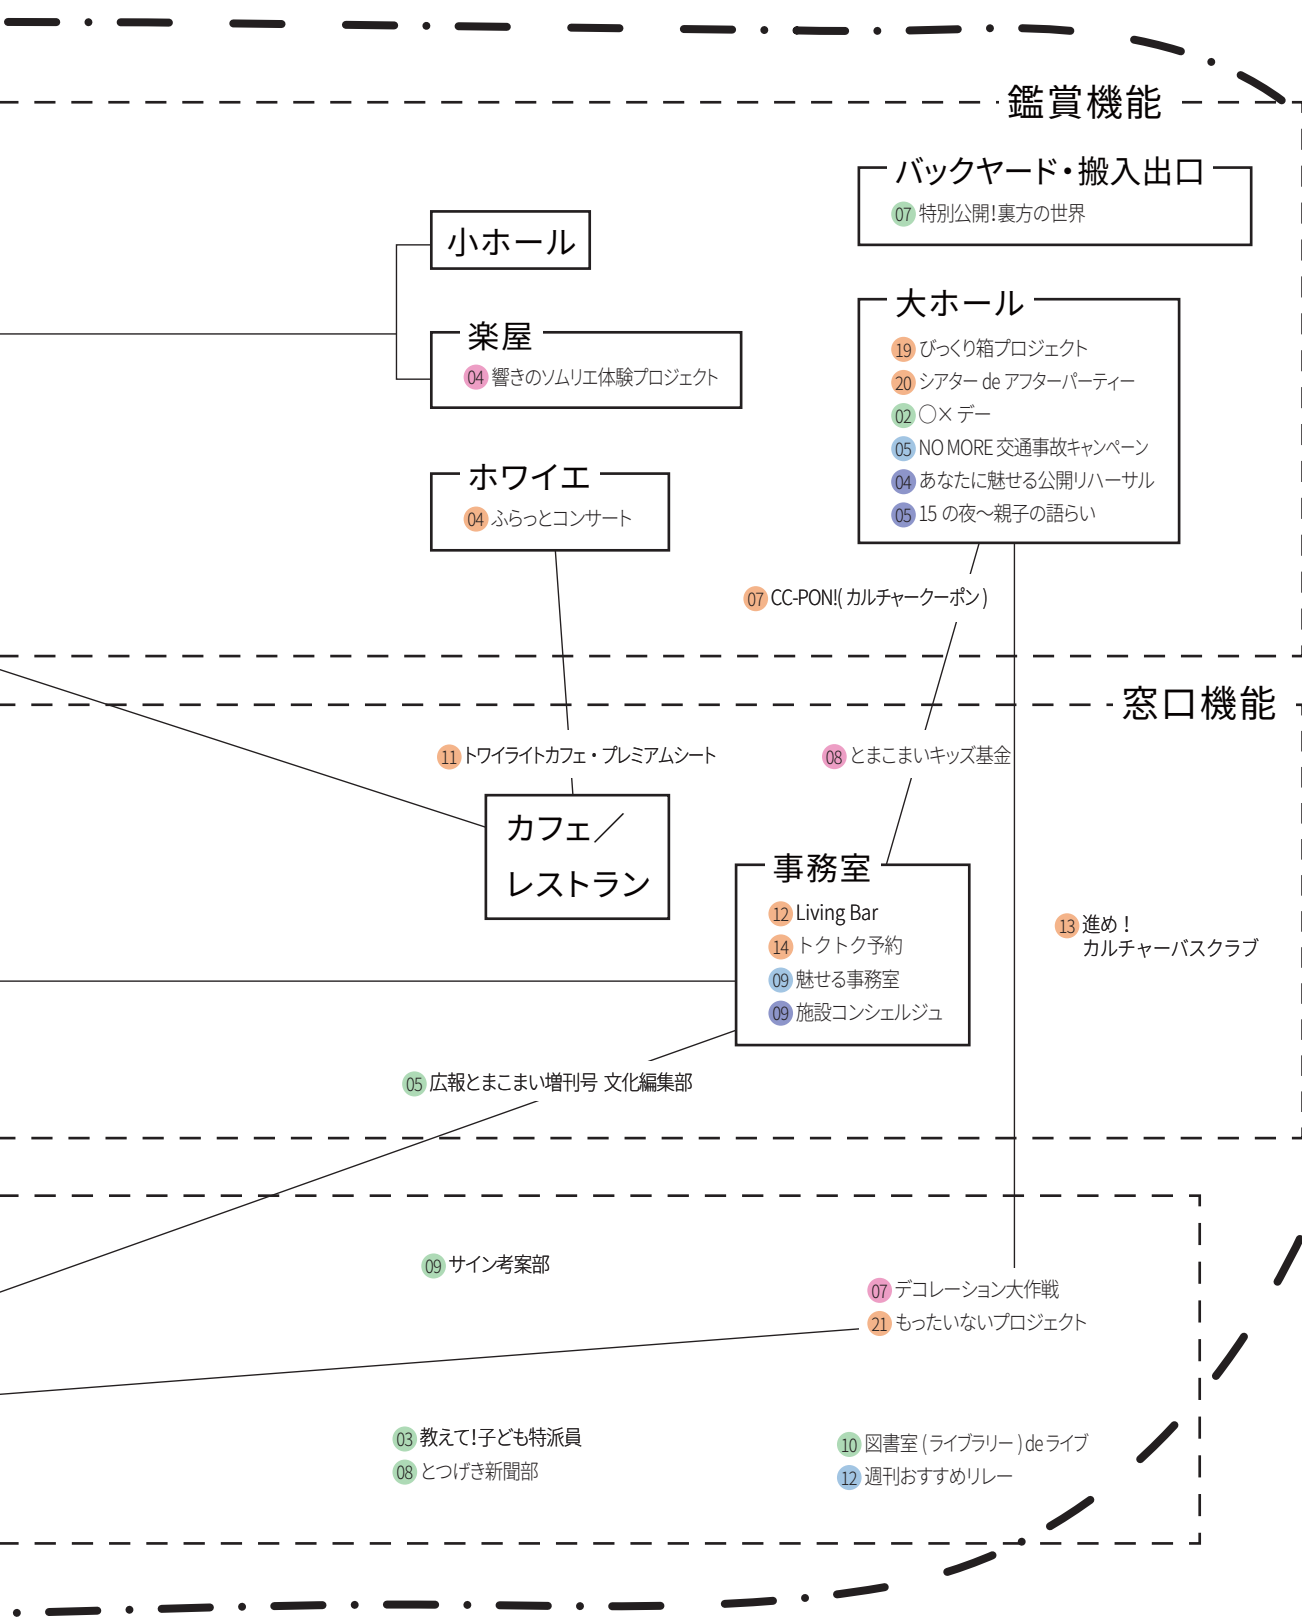 鑑賞機能
バックヤード・搬入出口
07 特別公開!裏方の世界
小ホール
楽屋
04 響きのソムリエ体験プロジェクト
大ホール
19 びっくり箱プロジェクト
20 シアター de アフターパーティー
02 〇× デー
05 NO MORE 交通事故キャンペーン
04 あなたに魅せる公開リハーサル
05 15 の夜〜親子の語らい
ホワイエ
04 ふらっとコンサート
07 CC-PON!( カルチャークーポン )
窓口機能
11 トワイライトカフェ・プレミアムシート
08 とまこまいキッズ基金
カフェ／
レストラン
事務室
12 Living Bar
14 トクトク予約
09 魅せる事務室
09 施設コンシェルジュ
13 進め！
カルチャーバスクラブ
05 広報とまこまい増刊号 文化編集部
09 サイン考案部
07 デコレーション大作戦
21 もったいないプロジェクト
03 教えて!子ども特派員
08 とつげき新聞部
10 図書室 ( ライブラリー ) de ライブ
12 週刊おすすめリレー